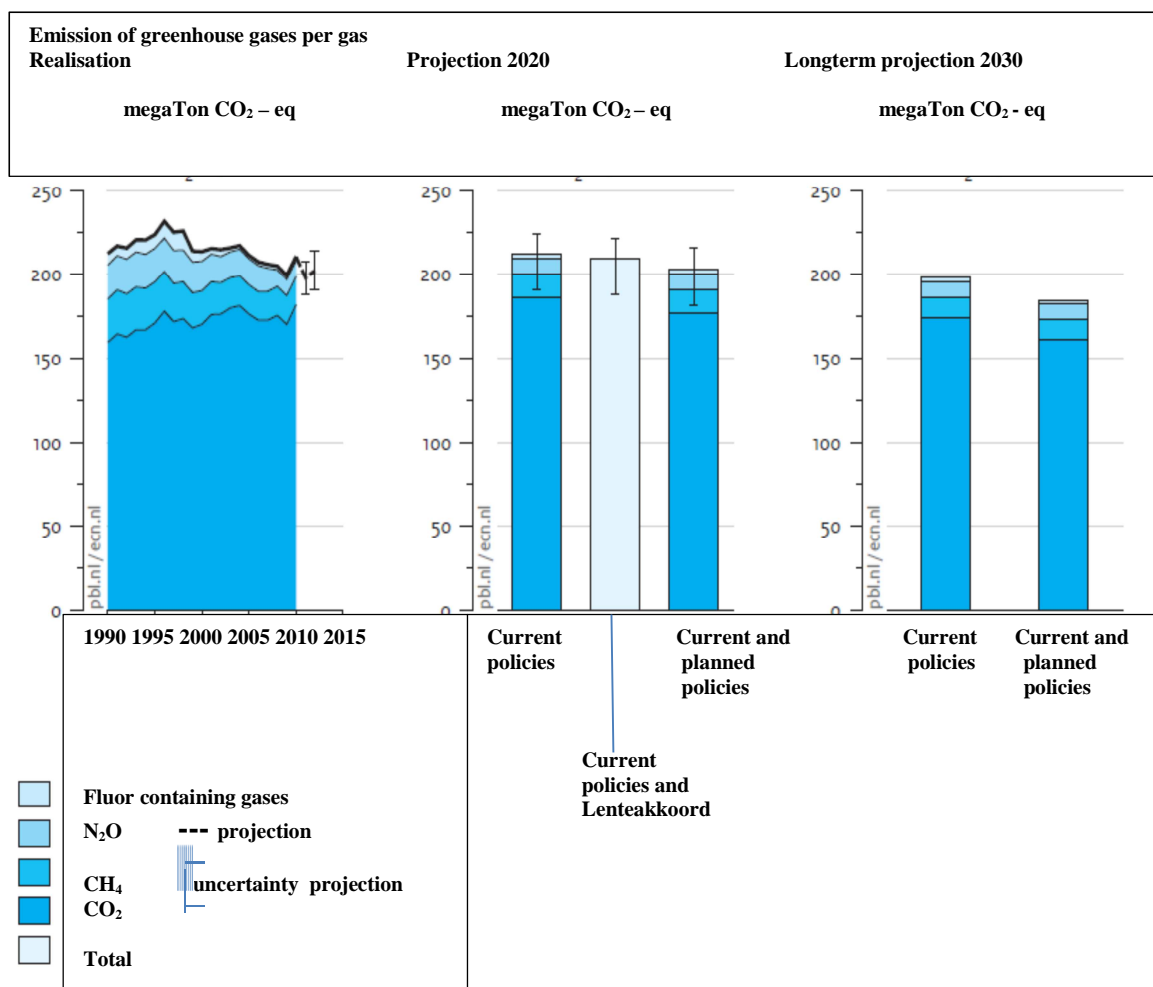 Emission of greenhouse gases per gas
Realisation Projection 2020 Longterm projection 2030
megaTon CO₂ – eq megaTon CO₂ – eq megaTon CO₂ - eq
250 250 250
200 200 200
150 150 150
100 100 100
50 50 50
0 0 0
pbl.nl / ecn.nl pbl.nl / ecn.nl pbl.nl / ecn.nl
1990 1995 2000 2005 2010 2015
Current
policies
Current and
planned
policies
Current
policies
Current and
planned
policies
Current
policies and
Lenteakkoord
Fluor containing gases
N₂O projection
CH₄ uncertainty projection
CO₂
Total